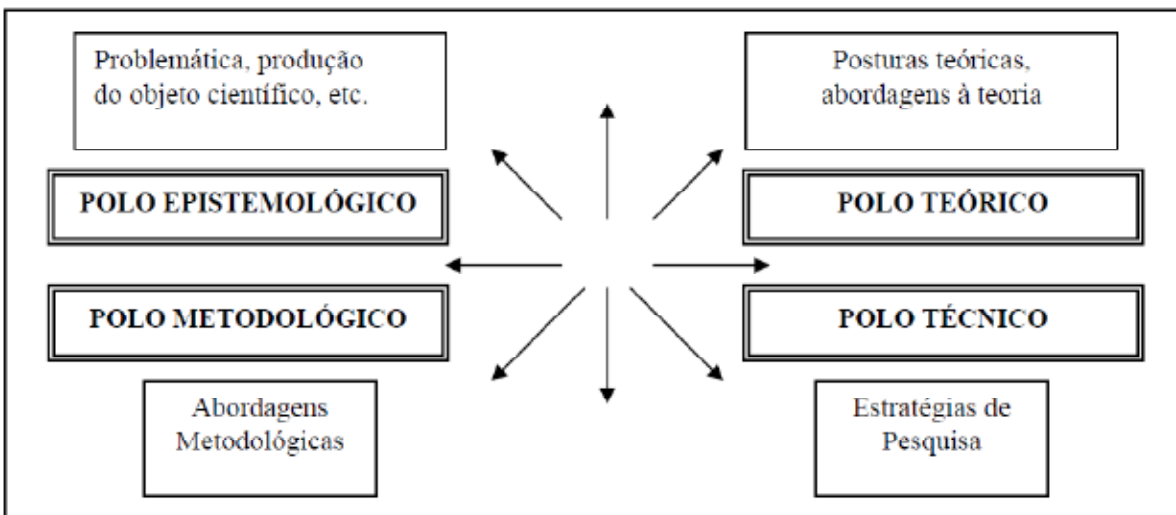 Problemática, produção
do objeto científico, etc.
Posturas teóricas,
abordagens à teoria
POLO EPISTEMOLÓGICO
POLO TEÓRICO
POLO METODOLÓGICO
POLO TÉCNICO
Abordagens
Metodológicas
Estratégias de
Pesquisa